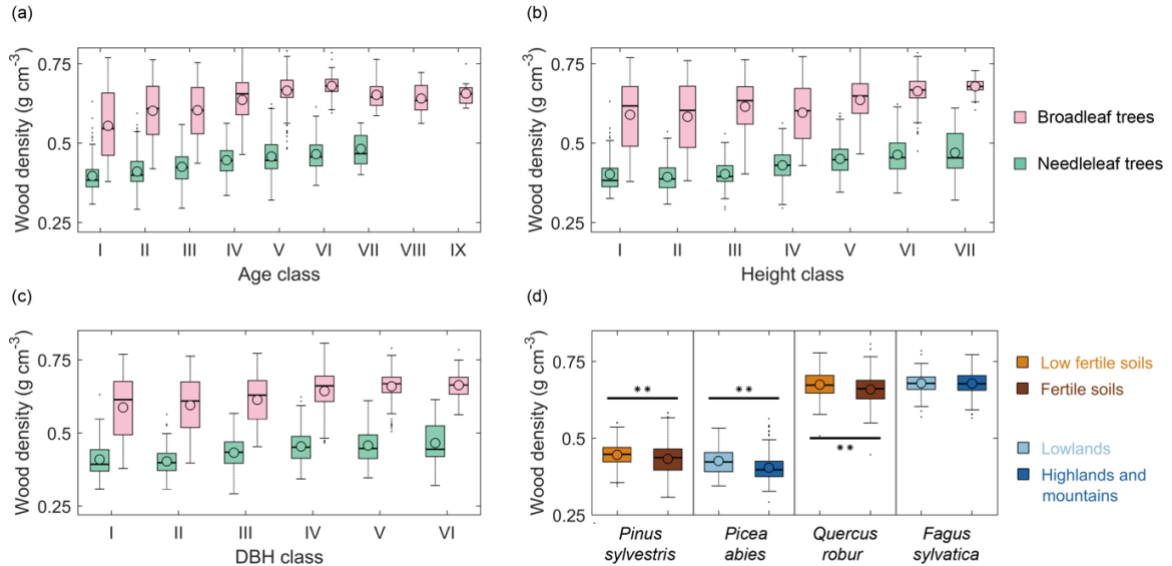 (a)
Wood density (g cm⁻³)
0.75
0.5
0.25
I II III IV V VI VII VIII IX
Age class
(b)
Wood density (g cm⁻³)
0.75
0.5
0.25
I II III IV V VI VII
Height class
Broadleaf trees
Needleleaf trees
(c)
Wood density (g cm⁻³)
0.75
0.5
0.25
I II III IV V VI
DBH class
(d)
Wood density (g cm⁻³)
0.75
0.5
0.25
** ** **
Pinus Picea Quercus Fagus
sylvestris abies robur sylvatica
Low fertile soils
Fertile soils
Lowlands
Highlands and
mountains